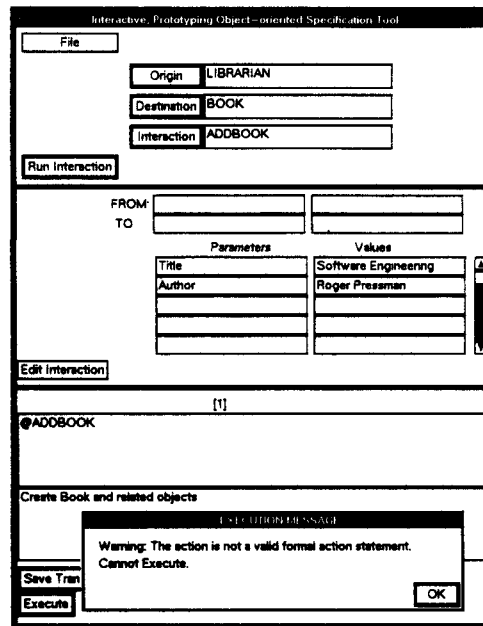 Interactive, Prototyping Object-oriented Specification Tool
File
Origin LIBRARIAN
Destination BOOK
Interaction ADDBOOK
Run Interaction
FROM:
TO
Parameters Values
Title Software Engineerng
Author Roger Pressman
Edit Interaction
[1]
@ADDBOOK
Create Book and related objects
EXECUTION MESSAGE
Warning: The action is not a valid formal action statement.
Cannot Execute.
OK
Save Tran
Execute